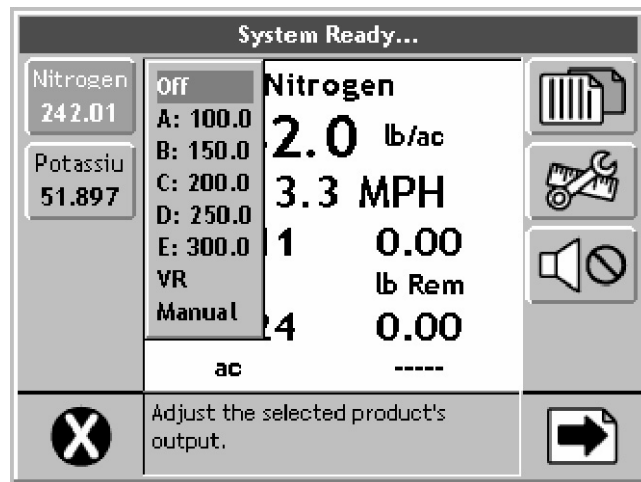 System Ready...
Nitrogen
242.01
Potassiu
51.897
Off
A: 100.0
B: 150.0
C: 200.0
D: 250.0
E: 300.0
VR
Manual
Nitrogen
2.0 lb/ac
3.3 MPH
1 0.00
lb Rem
24 0.00
ac -----
Adjust the selected product's
output.